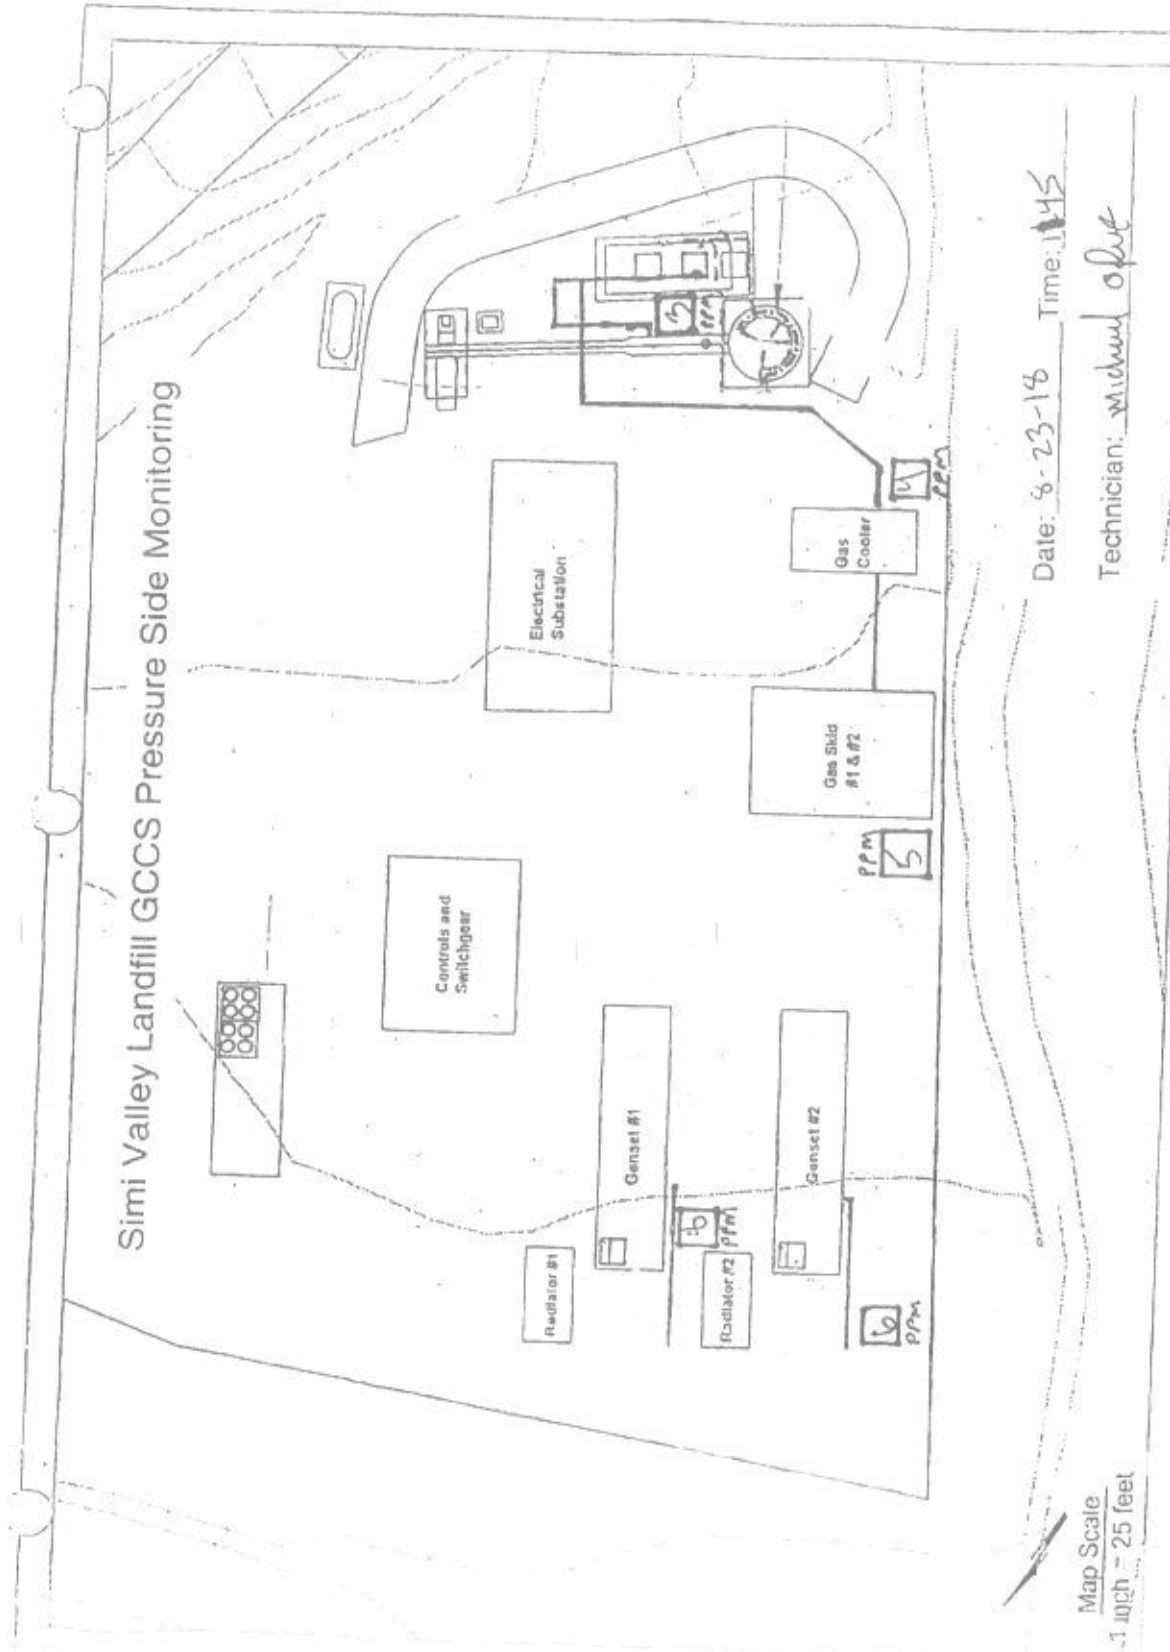 Simi Valley Landfill GCCS Pressure Side Monitoring
Controls and
Switchgear
Electrical
Substation
3
PPM
Radiator #1
Genset #1
PPM
Radiator #2
Genset #2
6
PPM
5
PPM
Gas Skid
#1 & #2
Gas
Cooler
4
PPM
Map Scale
1 inch = 25 feet
Date: 8-23-18
Time:
Technician: